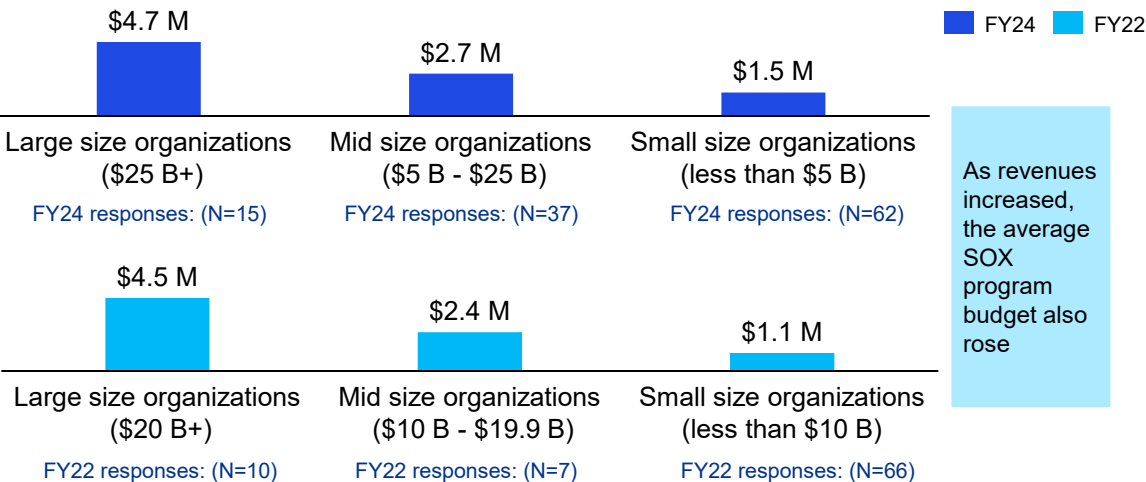 $4.7 M
$2.7 M
$1.5 M
FY24
FY22
Large size organizations
($25 B+)
Mid size organizations
($5 B - $25 B)
Small size organizations
(less than $5 B)
FY24 responses: (N=15)
FY24 responses: (N=37)
FY24 responses: (N=62)
As revenues
increased,
the average
SOX
program
budget also
rose
$4.5 M
$2.4 M
$1.1 M
Large size organizations
($20 B+)
Mid size organizations
($10 B - $19.9 B)
Small size organizations
(less than $10 B)
FY22 responses: (N=10)
FY22 responses: (N=7)
FY22 responses: (N=66)